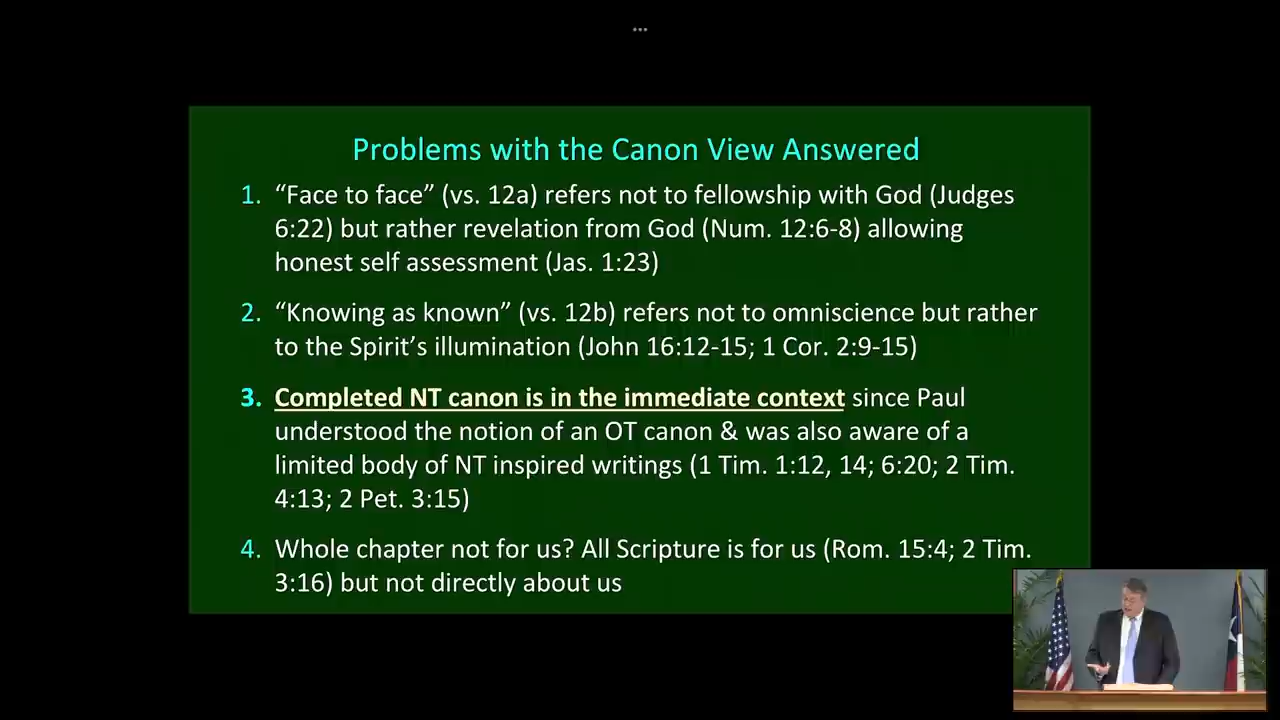 Problems with the Canon View Answered
1. “Face to face” (vs. 12a) refers not to fellowship with God (Judges
6:22) but rather revelation from God (Num. 12:6-8) allowing
honest self assessment (Jas. 1:23)
2. “Knowing as known” (vs. 12b) refers not to omniscience but rather
to the Spirit’s illumination (John 16:12-15; 1 Cor. 2:9-15)
3. Completed NT canon is in the immediate context since Paul
understood the notion of an OT canon & was also aware of a
limited body of NT inspired writings (1 Tim. 1:12, 14; 6:20; 2 Tim.
4:13; 2 Pet. 3:15)
4. Whole chapter not for us? All Scripture is for us (Rom. 15:4; 2 Tim.
3:16) but not directly about us